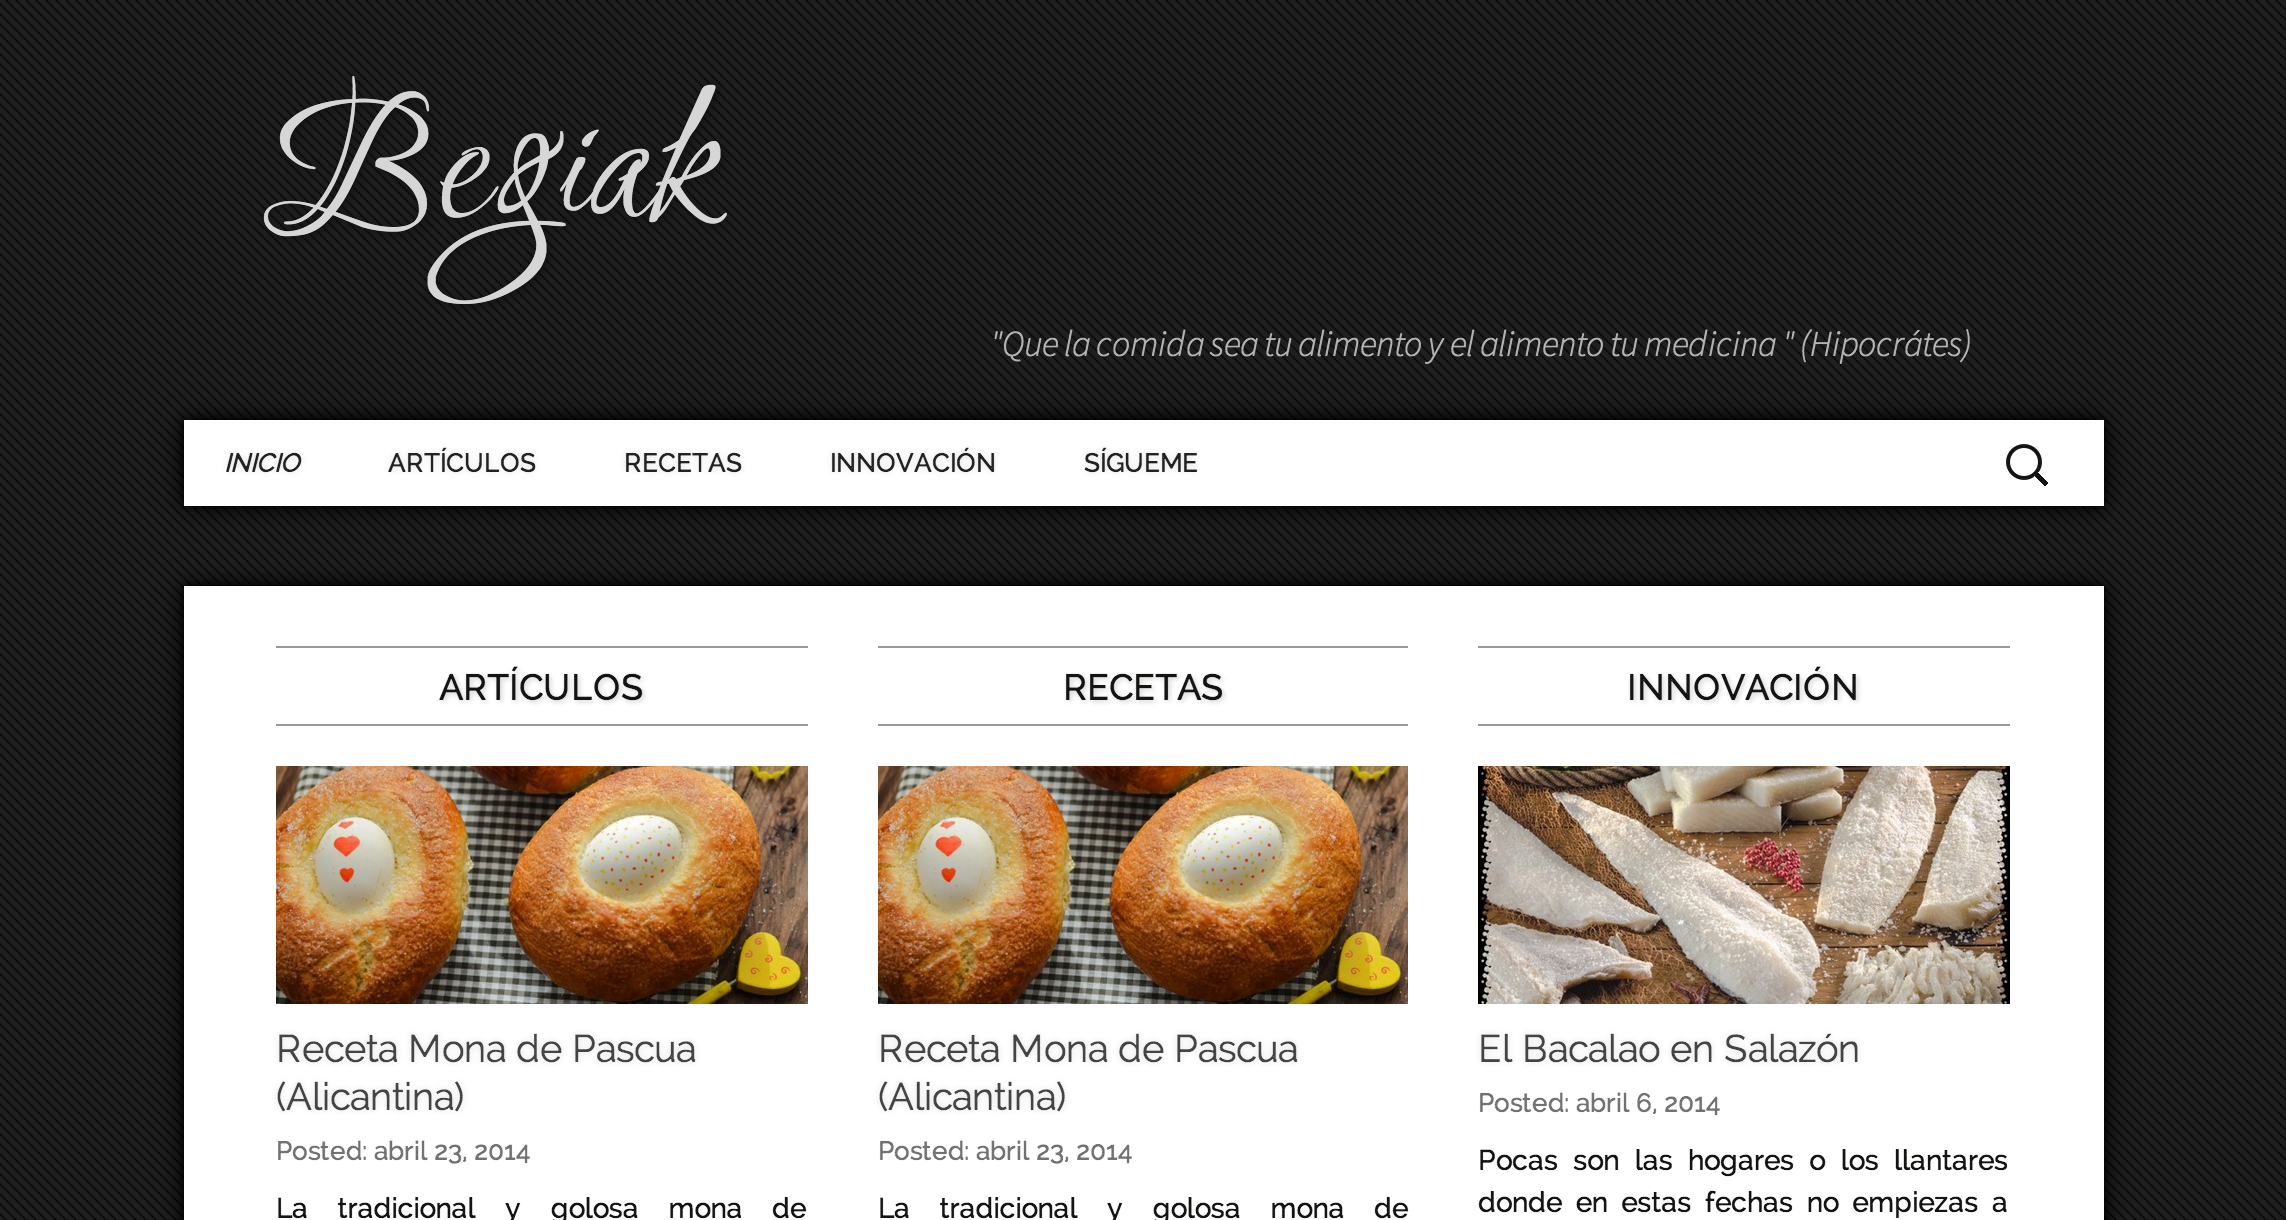 Begiak
"Que la comida sea tu alimento y el alimento tu medicina " (Hipocrátes)
INICIO ARTÍCULOS RECETAS INNOVACIÓN SÍGUEME
ARTÍCULOS
Receta Mona de Pascua
(Alicantina)
Posted: abril 23, 2014
La tradicional y golosa mona de
RECETAS
Receta Mona de Pascua
(Alicantina)
Posted: abril 23, 2014
La tradicional y golosa mona de
INNOVACIÓN
El Bacalao en Salazón
Posted: abril 6, 2014
Pocas son las hogares o los llantares
donde en estas fechas no empiezas a